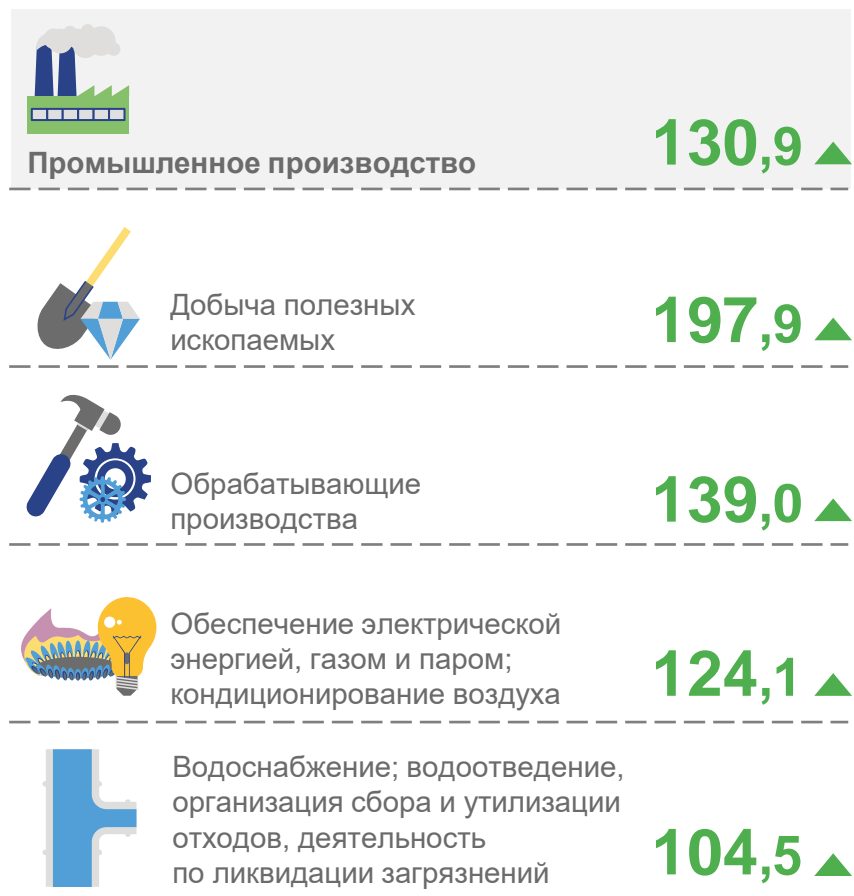 Промышленное производство
130,9
Добыча полезных
ископаемых
197,9
Обрабатывающие
производства
139,0
Обеспечение электрической
энергией, газом и паром;
кондиционирование воздуха
124,1
Водоснабжение; водоотведение,
организация сбора и утилизации
отходов, деятельность
по ликвидации загрязнений
104,5